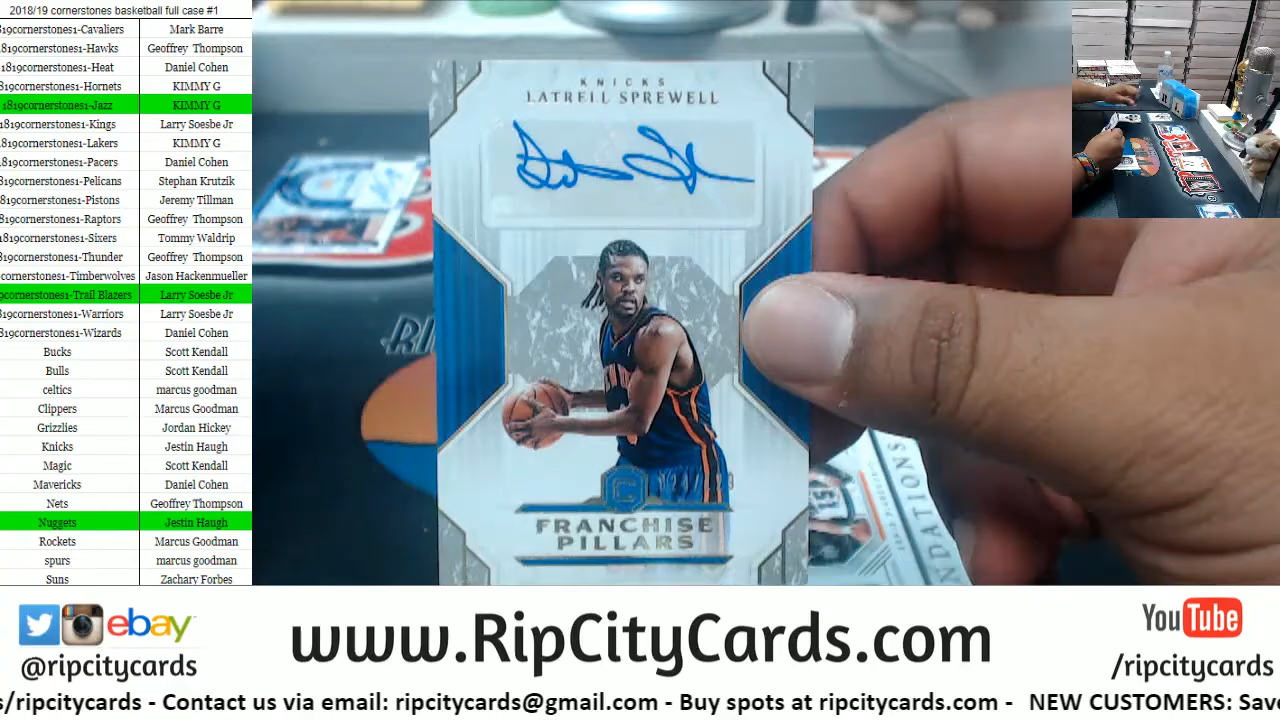 2018/19 cornerstones basketball full case #1
819cornerstones1-Cavaliers Mark Barre
1819cornerstones1-Hawks Geoffrey Thompson
1819cornerstones1-Heat Daniel Cohen
819cornerstones1-Hornets KIMMY G
1819cornerstones1-Jazz KIMMY G
1819cornerstones1-Kings Larry Soesbe Jr
1819cornerstones1-Lakers KIMMY G
1819cornerstones1-Pacers Daniel Cohen
819cornerstones1-Pelicans Stephan Krutzik
1819cornerstones1-Pistons Jeremy Tillman
819cornerstones1-Raptors Geoffrey Thompson
1819cornerstones1-Sixers Tommy Waldrip
819cornerstones1-Thunder Geoffrey Thompson
cornerstones1-Timberwolves Jason Hackenmueller
9cornerstones1-Trail Blazers Larry Soesbe Jr
819cornerstones1-Warriors Larry Soesbe Jr
819cornerstones1-Wizards Daniel Cohen
Bucks Scott Kendall
Bulls Scott Kendall
celtics marcus goodman
Clippers Marcus Goodman
Grizzlies Jordan Hickey
Knicks Jestin Haugh
Magic Scott Kendall
Mavericks Daniel Cohen
Nets Geoffrey Thompson
Nuggets Jestin Haugh
Rockets Marcus Goodman
spurs marcus goodman
Suns Zachary Forbes
KNICKS
LATRELL SPREWELL
C
FRANCHISE
PILLARS
NDATIONS
ebay
@ripcitycards
www.RipCityCards.com
YouTube
/ripcitycards
s/ripcitycards - Contact us via email: ripcitycards@gmail.com - Buy spots at ripcitycards.com - NEW CUSTOMERS: Save